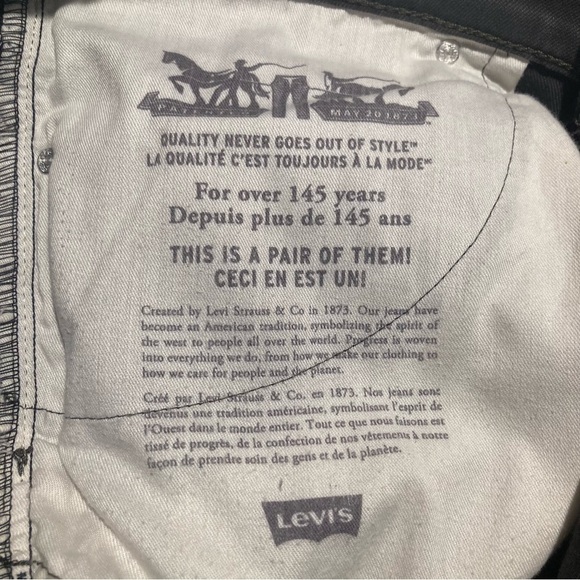 PATENTED MAY 20 1873
QUALITY NEVER GOES OUT OF STYLE™
LA QUALITÉ C'EST TOUJOURS À LA MODE™
For over 145 years
Depuis plus de 145 ans
THIS IS A PAIR OF THEM!
CECI EN EST UN!
Created by Levi Strauss & Co in 1873. Our jeans have
become an American tradition, symbolizing the spirit of
the west to people all over the world. Progress is woven
into everything we do, from how we make our clothing to
how we care for people and the planet.
Créé par Levi Strauss & Co. en 1873. Nos jeans sont
devenus une tradition américaine, symbolisant l'esprit de
l'Ouest dans le monde entier. Tout ce que nous faisons est
tissé de progrès, de la confection de nos vêtements à notre
façon de prendre soin des gens et de la planète.
LEVI'S